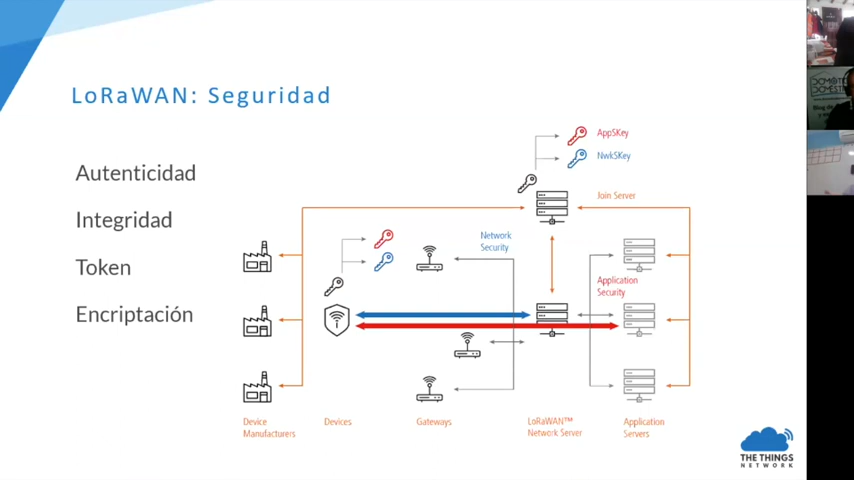 LoRaWAN: Seguridad
Autenticidad
Integridad
Token
Encriptación
AppSKey
NwkSKey
Join Server
Network
Security
Application
Security
Device
Manufacturers
Devices
Gateways
LoRaWAN™
Network Server
Application
Servers
THE THINGS
NETWORK